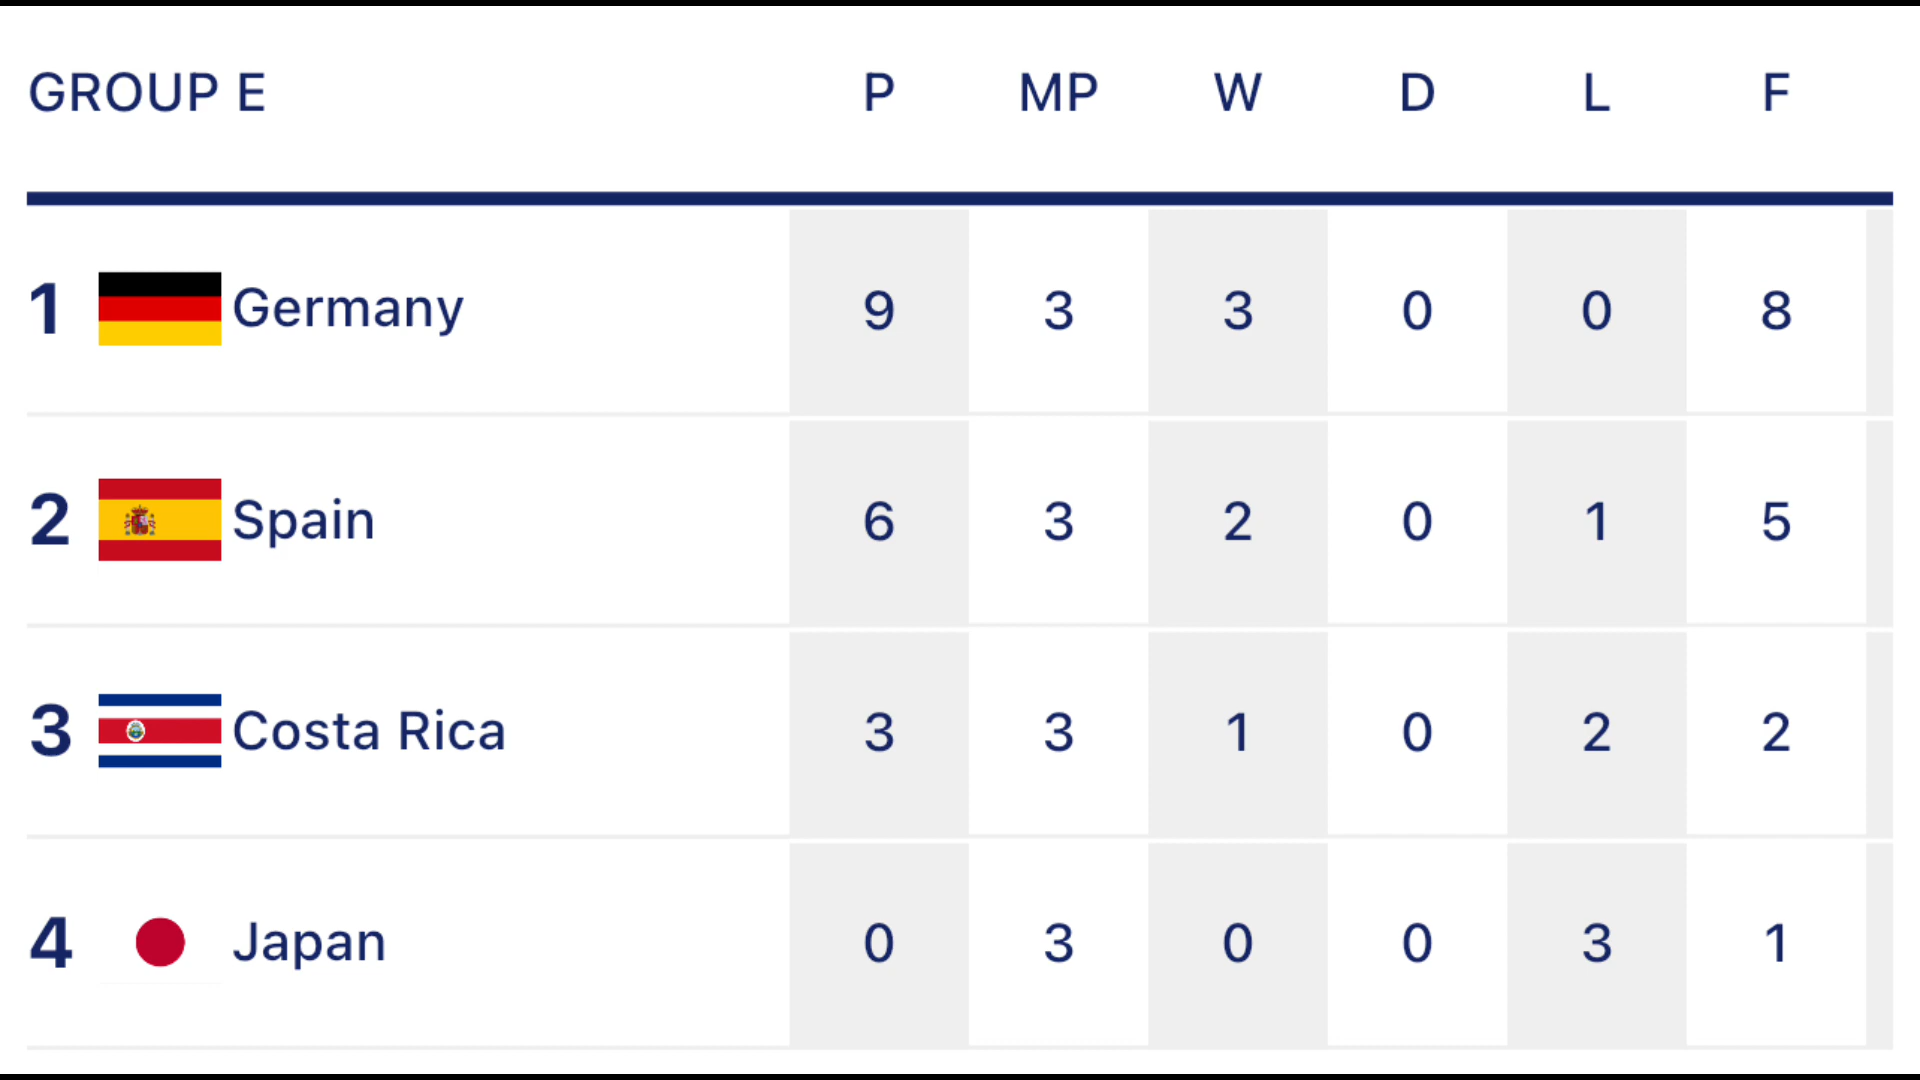 GROUP E P MP W D L F
1 Germany 9 3 3 0 0 8
2 Spain 6 3 2 0 1 5
3 Costa Rica 3 3 1 0 2 2
4 Japan 0 3 0 0 3 1